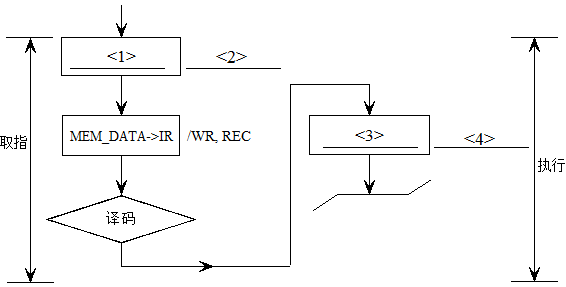 <1>
<2>
取指
MEM_DATA->IR
/WR, REC
译码
<3>
<4>
执行